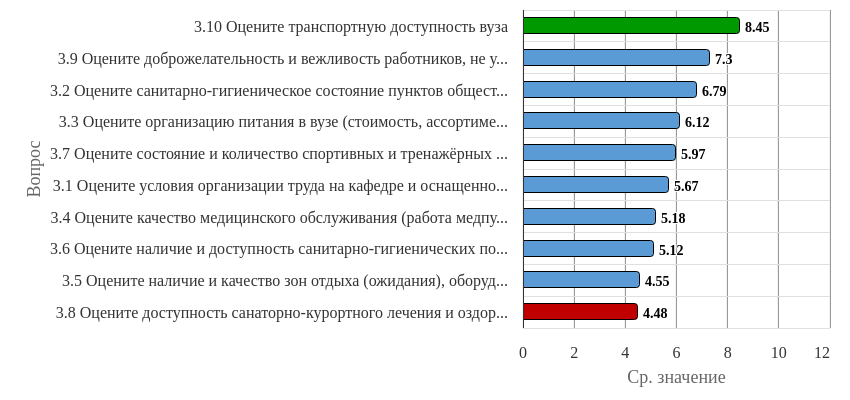 3.10 Оцените транспортную доступность вуза 8.45
3.9 Оцените доброжелательность и вежливость работников, не у... 7.3
3.2 Оцените санитарно-гигиеническое состояние пунктов общест... 6.79
3.3 Оцените организацию питания в вузе (стоимость, ассортиме... 6.12
3.7 Оцените состояние и количество спортивных и тренажёрных ... 5.97
3.1 Оцените условия организации труда на кафедре и оснащенно... 5.67
3.4 Оцените качество медицинского обслуживания (работа медпу... 5.18
3.6 Оцените наличие и доступность санитарно-гигиенических по... 5.12
3.5 Оцените наличие и качество зон отдыха (ожидания), оборуд... 4.55
3.8 Оцените доступность санаторно-курортного лечения и оздор... 4.48
Вопрос
0 2 4 6 8 10 12
Ср. значение